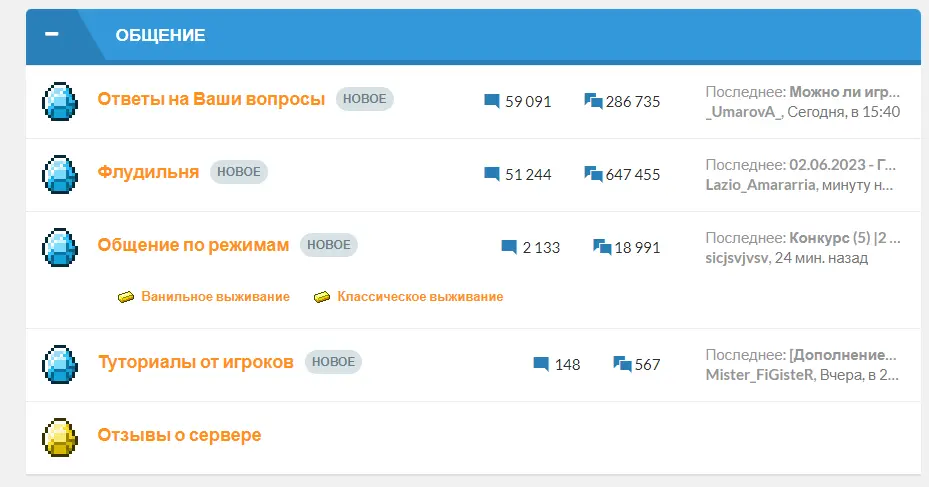 ОБЩЕНИЕ
Ответы на Ваши вопросы НОВОЕ 59 091 286 735 Последнее: Можно ли игр...
_UmarovA_, Сегодня, в 15:40
Флудильня НОВОЕ 51 244 647 455 Последнее: 02.06.2023 - Г...
Lazio_Amararria, минуту н...
Общение по режимам НОВОЕ 2 133 18 991 Последнее: Конкурс (5) |2 ...
sicjsvjvsv, 24 мин. назад
Ванильное выживание Классическое выживание
Туториалы от игроков НОВОЕ 148 567 Последнее: [Дополнение...
Mister_FiGisteR, Вчера, в 2...
Отзывы о сервере